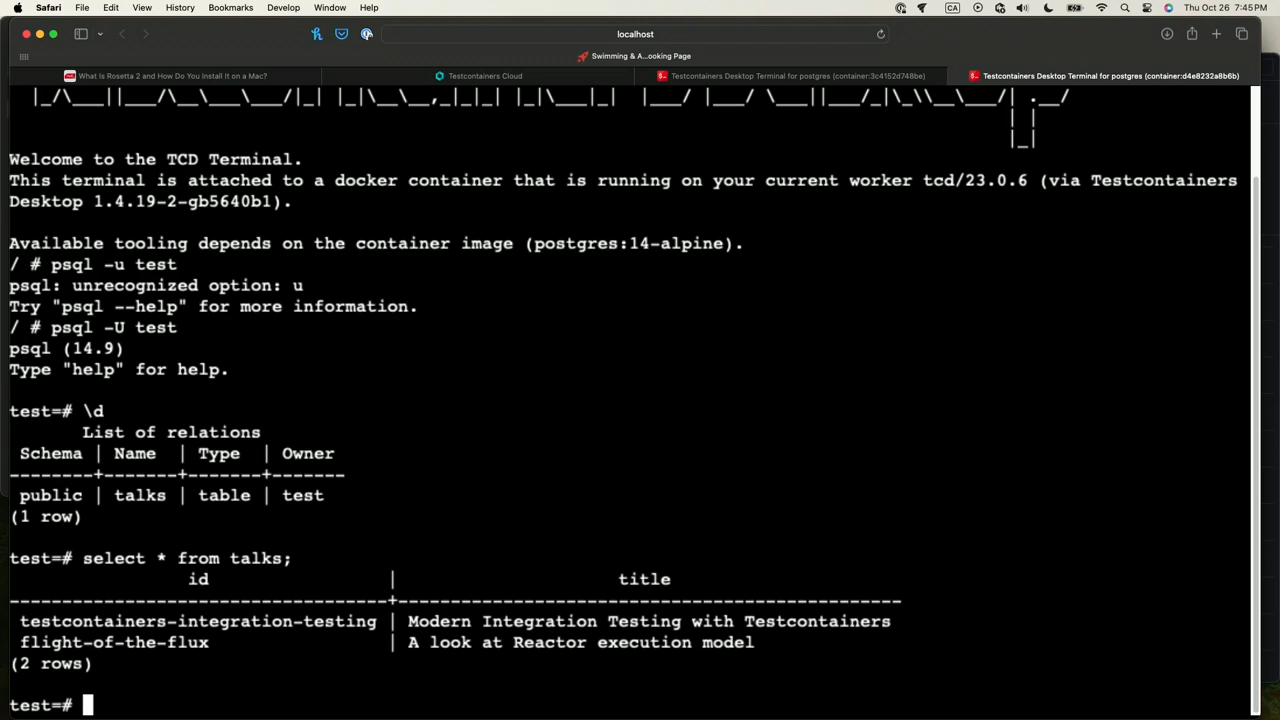 Safari File Edit View History Bookmarks Develop Window Help CA Thu Oct 26 7:45PM
localhost
Swimming & A...ooking Page
What Is Rosetta 2 and How Do You Install It on a Mac? Testcontainers Cloud Testcontainers Desktop Terminal for postgres (container:3c4152d748be) Testcontainers Desktop Terminal for postgres (container:d4e8232a8b6b)
Welcome to the TCD Terminal.
This terminal is attached to a docker container that is running on your current worker tcd/23.0.6 (via Testcontainers
Desktop 1.4.19-2-gb5640b1).
Available tooling depends on the container image (postgres:14-alpine).
/ # psql -u test
psql: unrecognized option: u
Try "psql --help" for more information.
/ # psql -U test
psql (14.9)
Type "help" for help.
test=# \d
List of relations
Schema | Name | Type | Owner
--------+-------+-------+-------
public | talks | table | test
(1 row)
test=# select * from talks;
id | title
------------------------------------+------------------------------------------------
testcontainers-integration-testing | Modern Integration Testing with Testcontainers
flight-of-the-flux | A look at Reactor execution model
(2 rows)
test=#